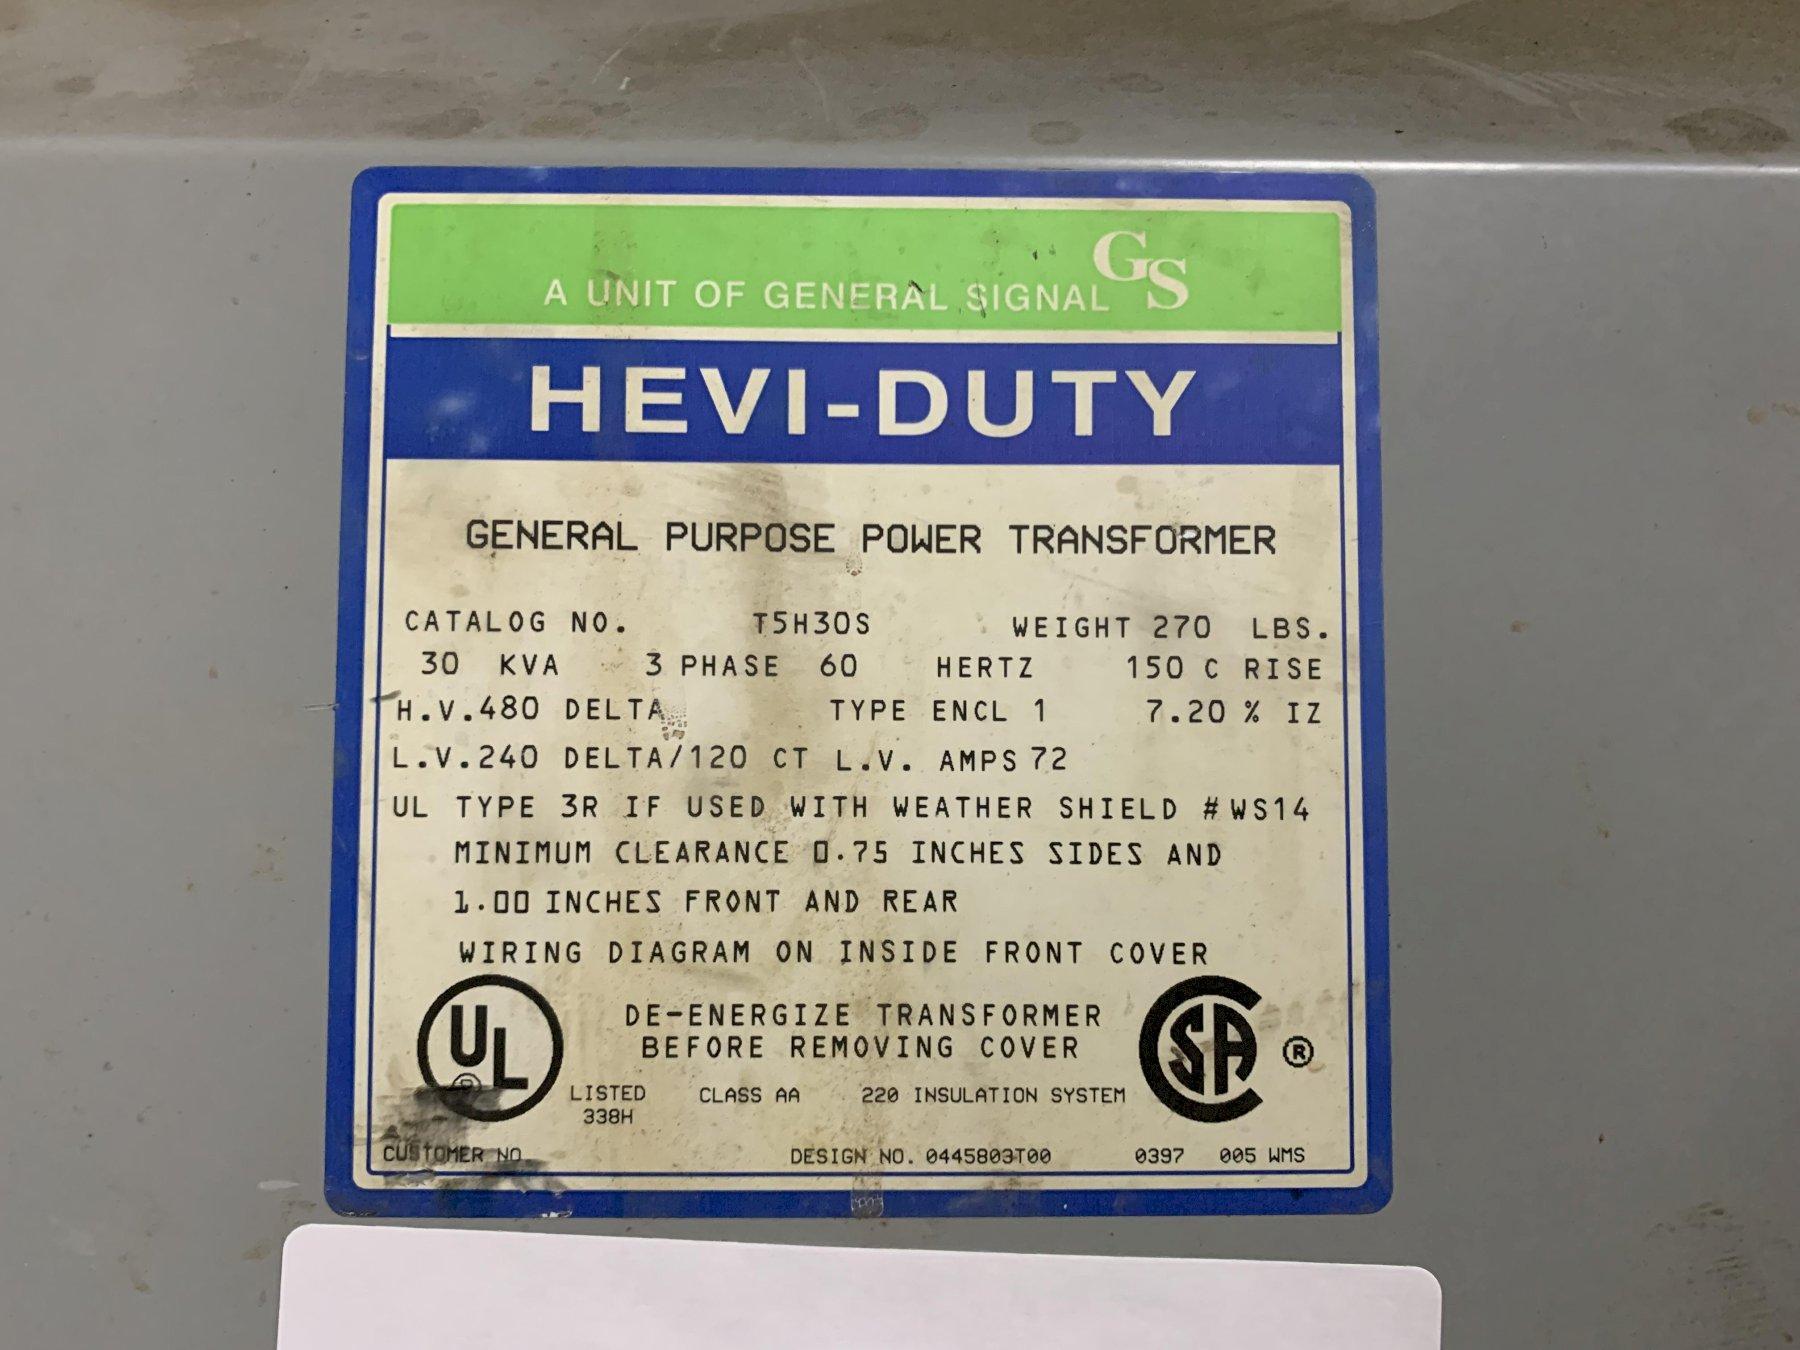 A UNIT OF GENERAL SIGNAL GS
HEVI-DUTY
GENERAL PURPOSE POWER TRANSFORMER
CATALOG NO. T5H30S WEIGHT 270 LBS.
30 KVA 3 PHASE 60 HERTZ 150 C RISE
H.V.480 DELTA TYPE ENCL 1 7.20 % IZ
L.V.240 DELTA/120 CT L.V. AMPS 72
UL TYPE 3R IF USED WITH WEATHER SHIELD #WS14
MINIMUM CLEARANCE 0.75 INCHES SIDES AND
1.00 INCHES FRONT AND REAR
WIRING DIAGRAM ON INSIDE FRONT COVER
UL ® DE-ENERGIZE TRANSFORMER SA ®
BEFORE REMOVING COVER
LISTED CLASS AA 220 INSULATION SYSTEM
338H
CUSTOMER NO. DESIGN NO. 0445803T00 0397 005 WMS